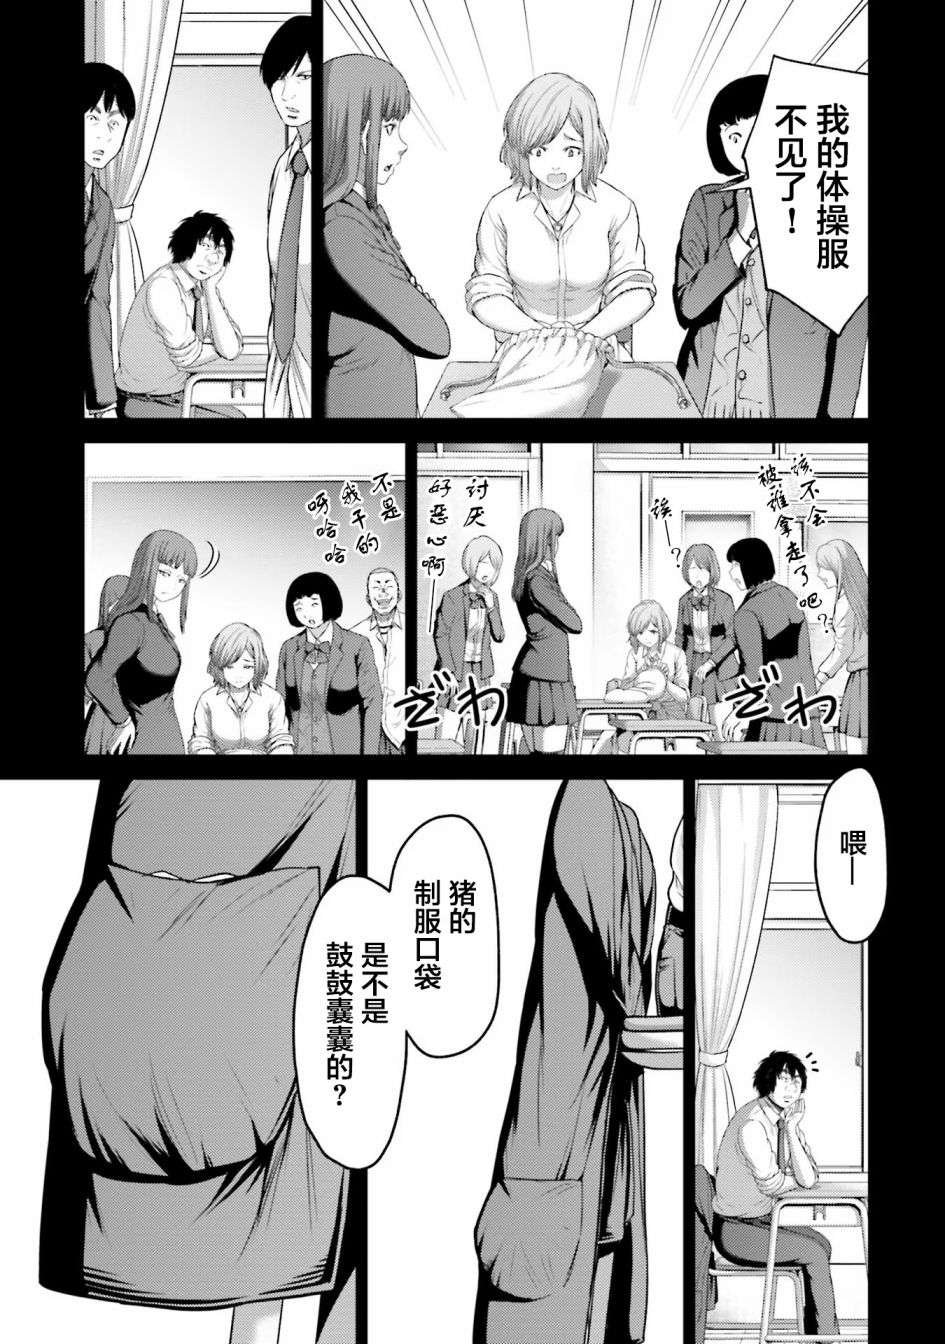 我的体操服
不见了！
该不会
被谁拿走了吧？
诶—？
讨厌
好恶心啊—
ざわ
ざわ
不是
我干的
呀哈哈
喂—
猪的
制服口袋
是不是
鼓鼓囊囊的？